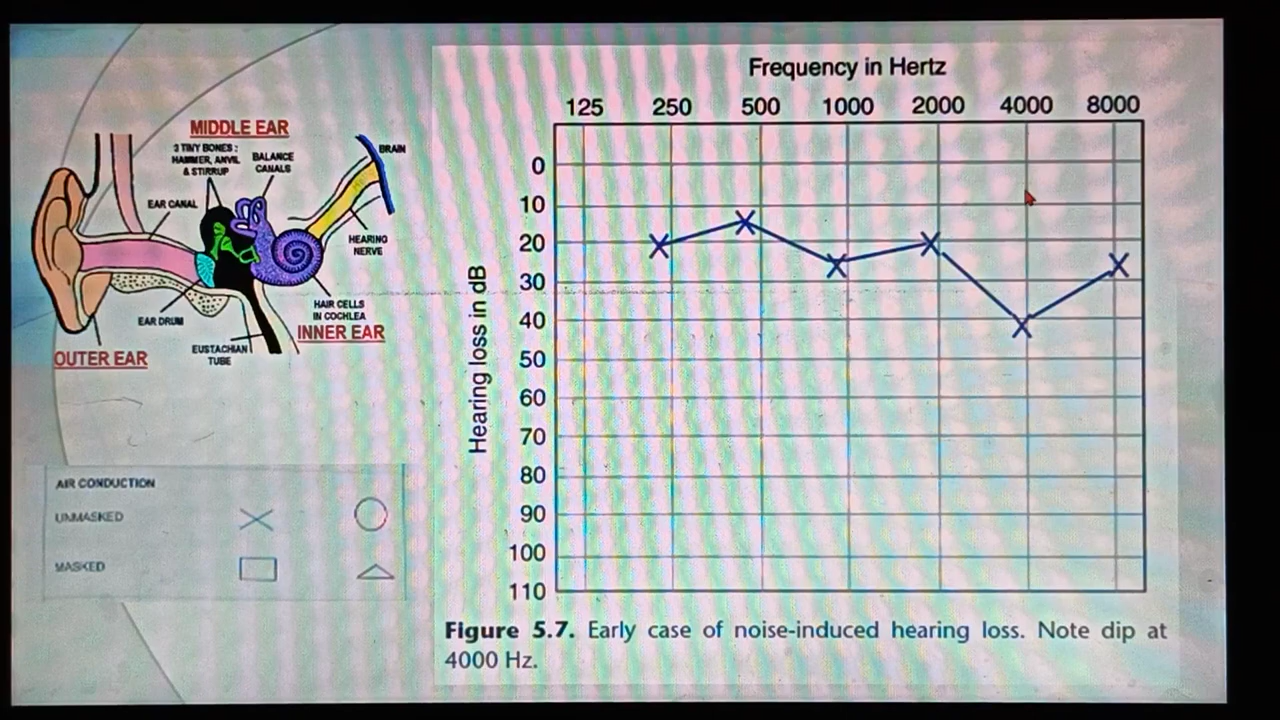 MIDDLE EAR
3 TINY BONES :
HAMMER, ANVIL
& STIRRUP
BALANCE
CANALS
BRAIN
EAR CANAL
HEARING
NERVE
HAIR CELLS
IN COCHLEA
INNER EAR
EAR DRUM
EUSTACHIAN
TUBE
OUTER EAR
AIR CONDUCTION
UNMASKED
MASKED
Frequency in Hertz
125 250 500 1000 2000 4000 8000
Hearing loss in dB
0
10
20
30
40
50
60
70
80
90
100
110
Figure 5.7. Early case of noise-induced hearing loss. Note dip at
4000 Hz.